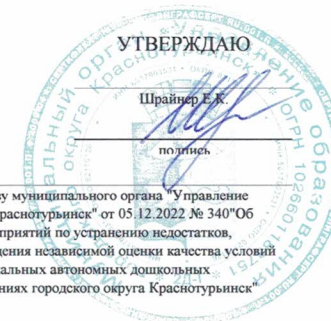 УТВЕРЖДАЮ
Шрайнер Е.К.
подпись
муниципального органа "Управление
раснотурьинск" от 05.12.2022 № 340"Об
приятий по устранению недостатков,
дения независимой оценки качества условий
альных автономных дошкольных
ниях городского округа Краснотурьинск"